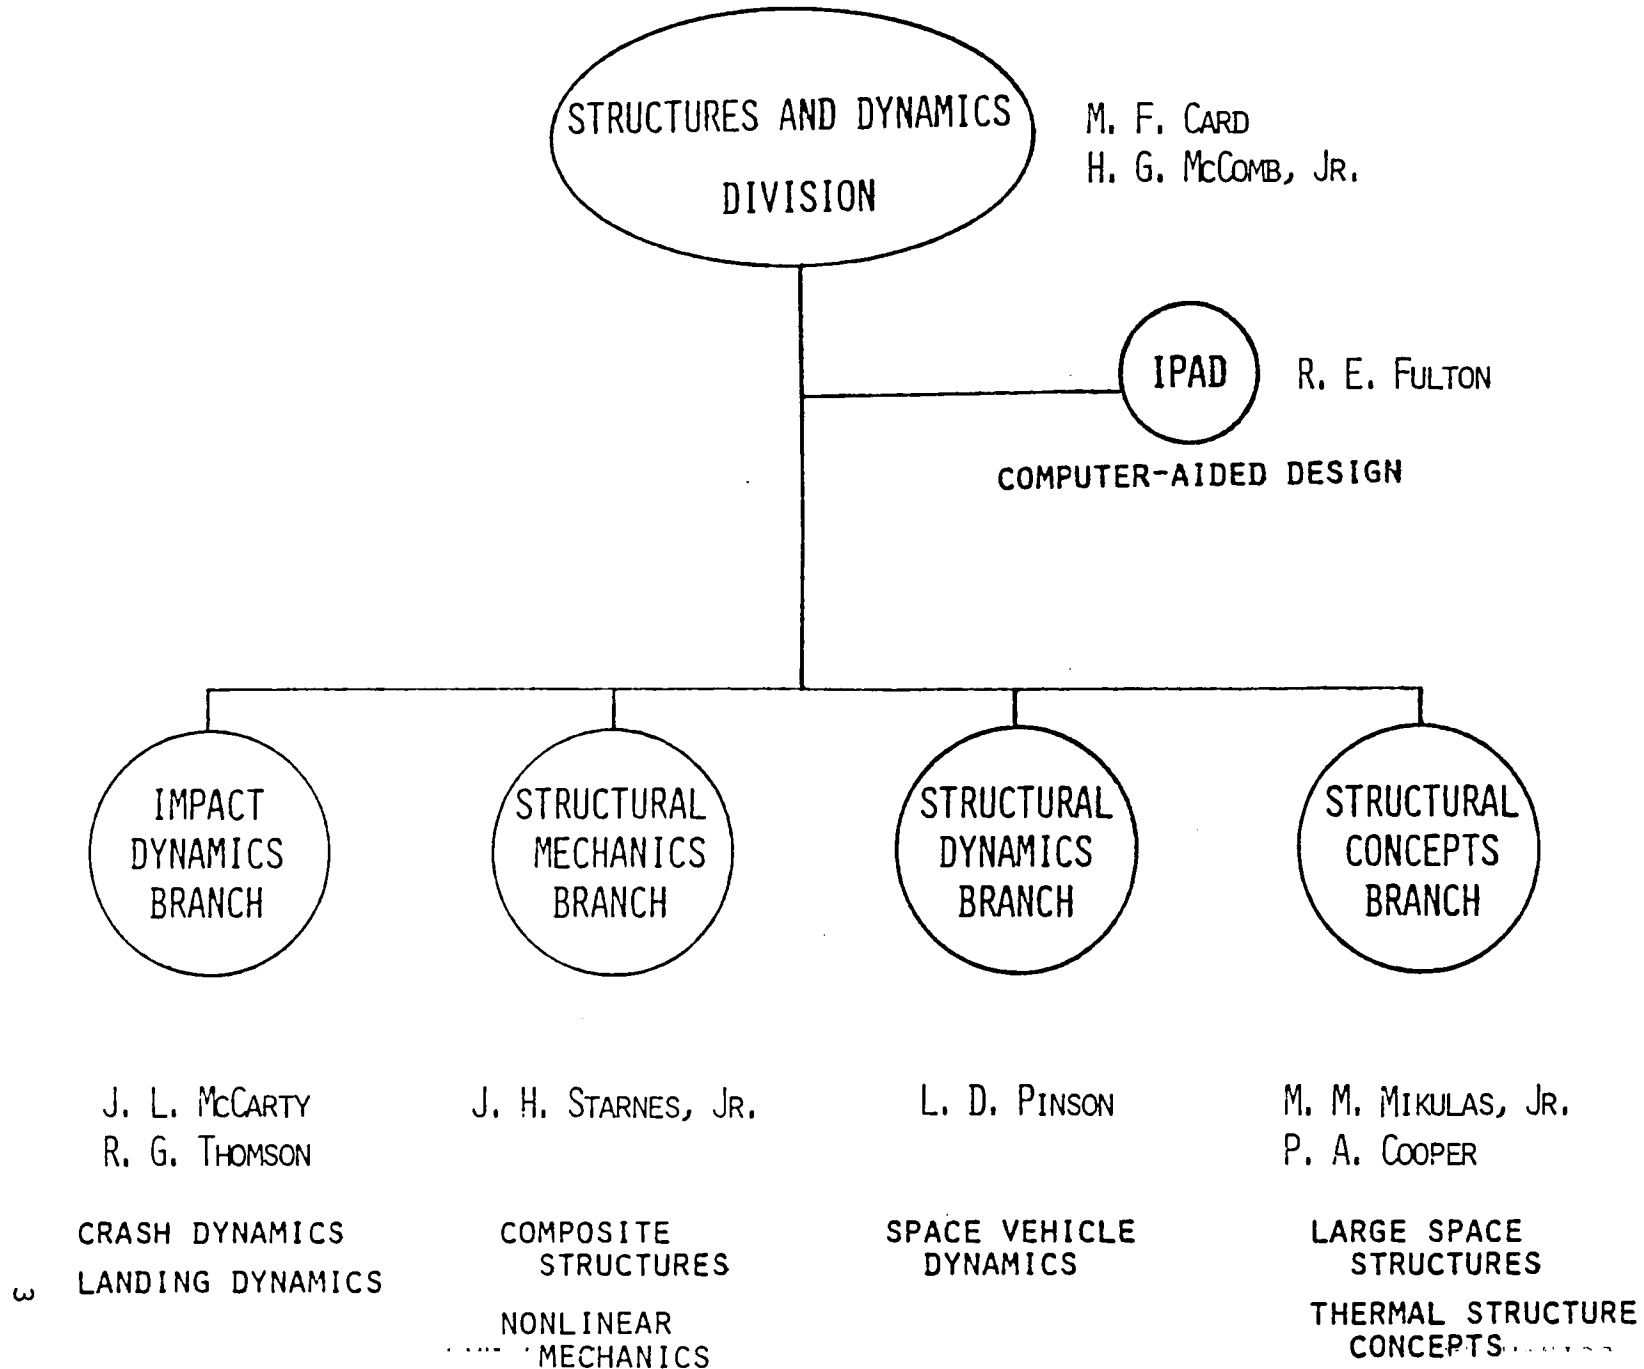 STRUCTURES AND DYNAMICS
DIVISION
M. F. CARD
H. G. McCOMB, JR.
IPAD
R. E. FULTON
COMPUTER-AIDED DESIGN
IMPACT
DYNAMICS
BRANCH
STRUCTURAL
MECHANICS
BRANCH
STRUCTURAL
DYNAMICS
BRANCH
STRUCTURAL
CONCEPTS
BRANCH
J. L. McCARTY
R. G. THOMSON
J. H. STARNES, JR.
L. D. PINSON
M. M. MIKULAS, JR.
P. A. COOPER
CRASH DYNAMICS
LANDING DYNAMICS
COMPOSITE
STRUCTURES
NONLINEAR
MECHANICS
SPACE VEHICLE
DYNAMICS
LARGE SPACE
STRUCTURES
THERMAL STRUCTURE
CONCEPTS
3